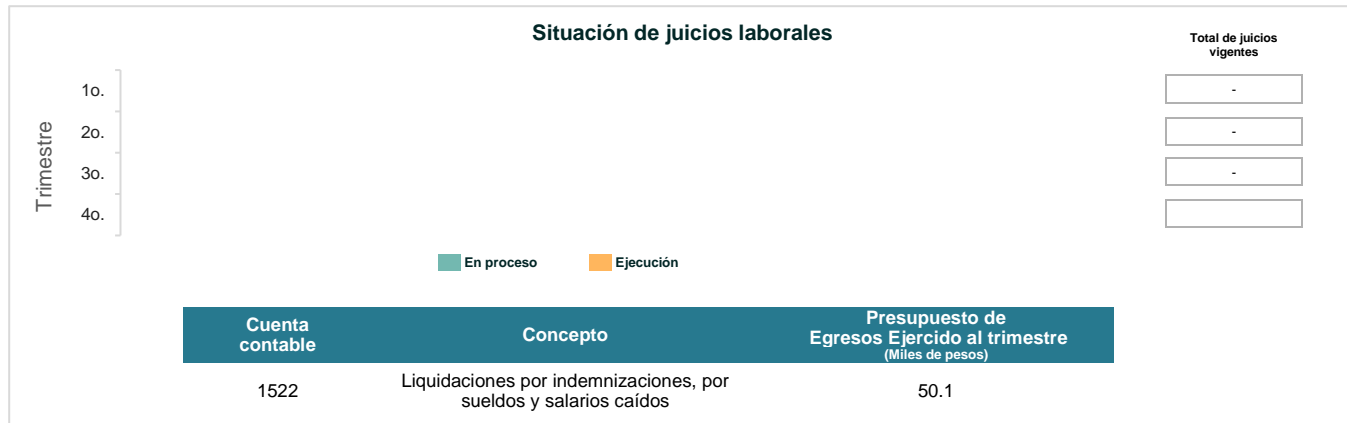 Situación de juicios laborales
Total de juicios
vigentes
Trimestre
1o.
-
2o.
-
3o.
-
4o.
En proceso
Ejecución
Cuenta
contable
Concepto
Presupuesto de
Egresos Ejercido al trimestre
(Miles de pesos)
1522
Liquidaciones por indemnizaciones, por
sueldos y salarios caídos
50.1